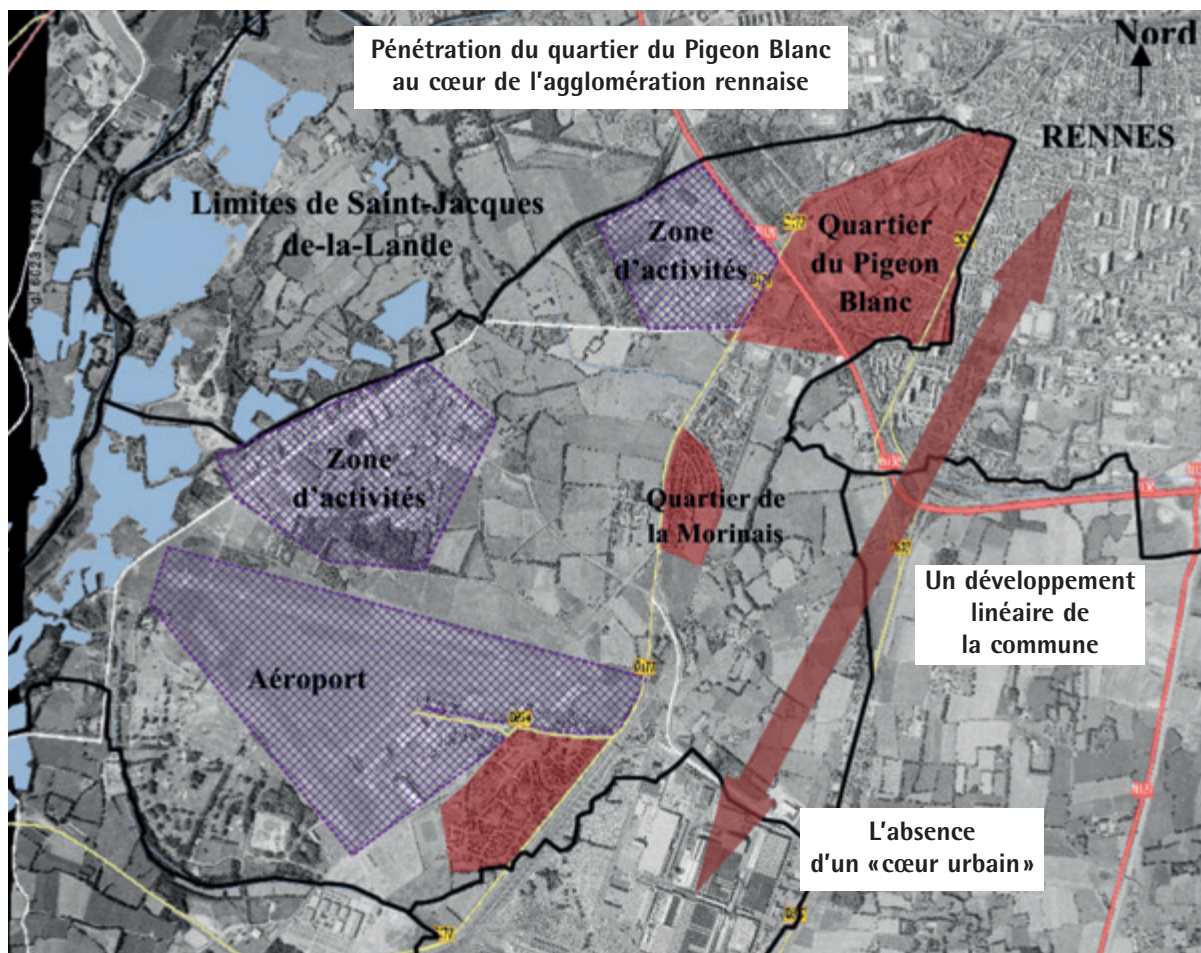 Pénétration du quartier du Pigeon Blanc
au cœur de l'agglomération rennaise
Nord
RENNES
Limites de Saint-Jacques
de-la-Lande
Zone
d'activités
Quartier
du Pigeon
Blanc
Zone
d'activités
Quartier de
la Morinais
Un développement
linéaire de
la commune
Aéroport
D177
L'absence
d'un «cœur urbain»